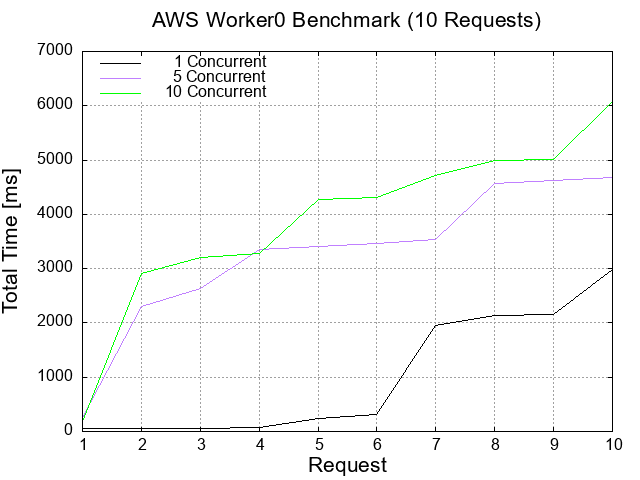 AWS Worker0 Benchmark (10 Requests)
7000
6000
5000
4000
3000
2000
1000
0
Total Time [ms]
1 Concurrent
5 Concurrent
10 Concurrent
1 2 3 4 5 6 7 8 9 10
Request